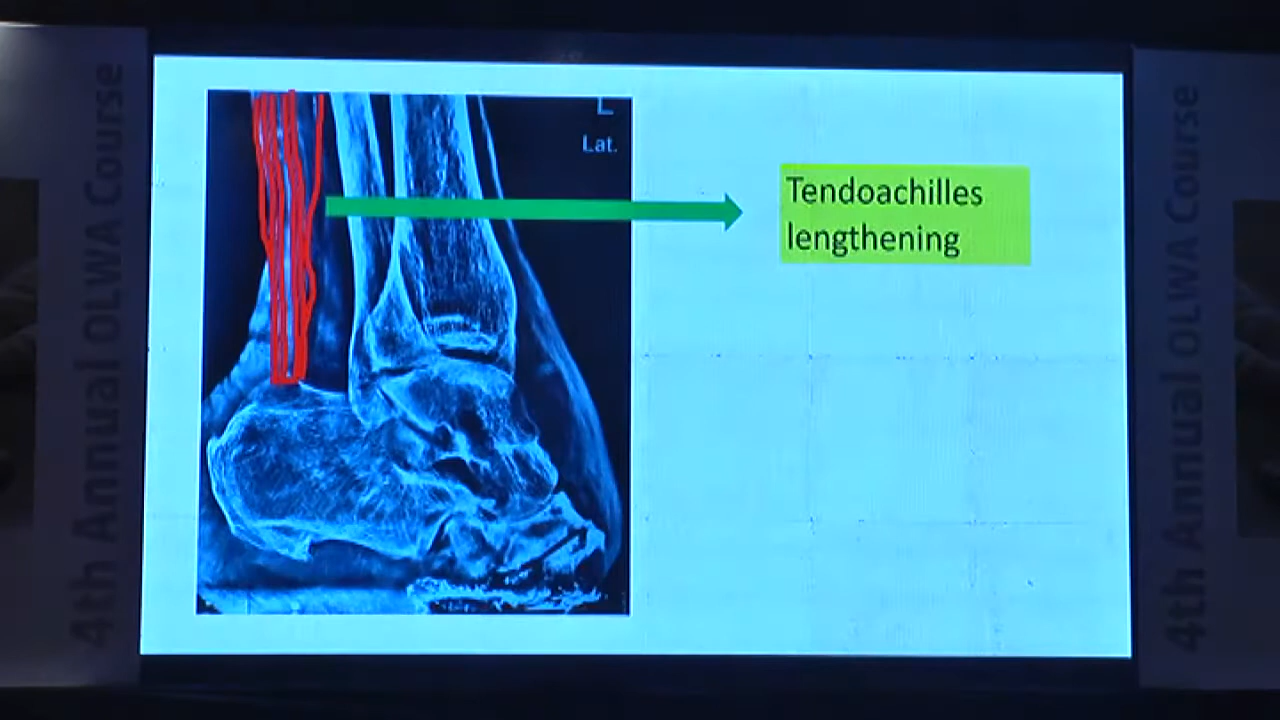 4th Annual OLWA Course
L
Lat.
Tendoachilles
lengthening
4th Annual OLWA Course